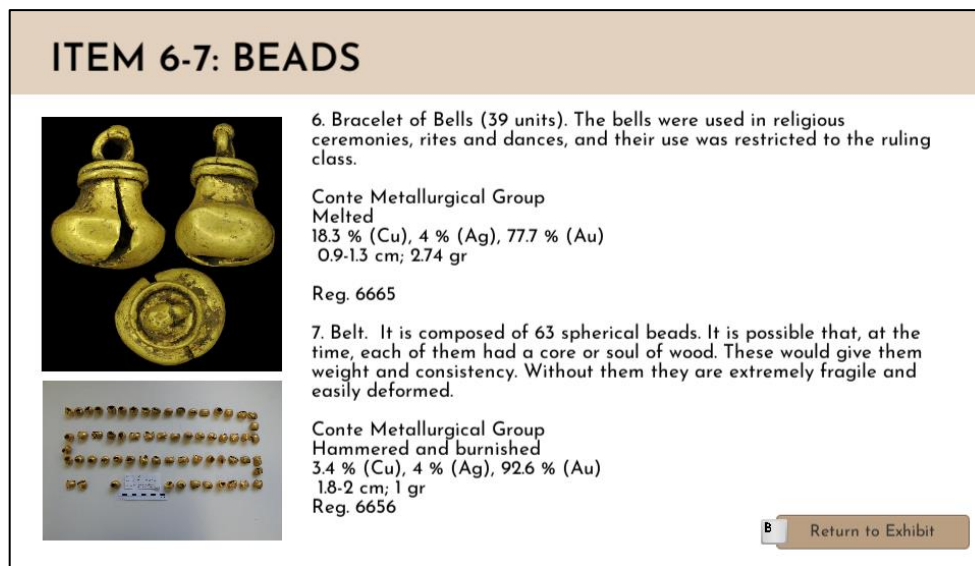 ITEM 6-7: BEADS
6. Bracelet of Bells (39 units). The bells were used in religious
ceremonies, rites and dances, and their use was restricted to the ruling
class.
Conte Metallurgical Group
Melted
18.3 % (Cu), 4 % (Ag), 77.7 % (Au)
0.9-1.3 cm; 2.74 gr
Reg. 6665
7. Belt. It is composed of 63 spherical beads. It is possible that, at the
time, each of them had a core or soul of wood. These would give them
weight and consistency. Without them they are extremely fragile and
easily deformed.
Conte Metallurgical Group
Hammered and burnished
3.4 % (Cu), 4 % (Ag), 92.6 % (Au)
1.8-2 cm; 1 gr
Reg. 6656
B
Return to Exhibit